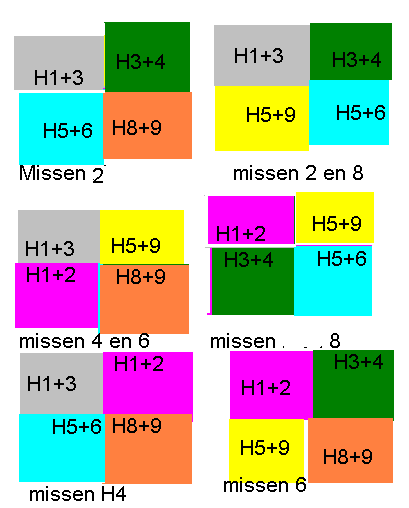 H1+3 H3+4
H5+6 H8+9
Missen 2
H1+3 H3+4
H5+9 H5+6
missen 2 en 8
H1+3 H5+9
H1+2 H8+9
missen 4 en 6
H1+2 H5+9
H3+4 H5+6
missen . . . 8
H1+3 H1+2
H5+6 H8+9
missen H4
H1+2 H3+4
H5+9 H8+9
missen 6